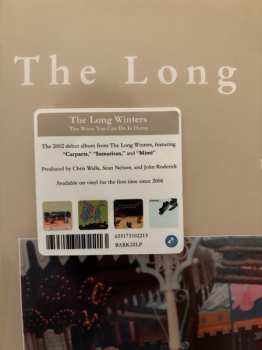 The Long
The Long Winters
The Worst You Can Do Is Harm
The 2002 debut album from The Long Winters, featuring
"Carparts," "Samaritan," and "Mimi"
Produced by Chris Walla, Sean Nelson, and John Roderick
Available on vinyl for the first time since 2006
655173102213
BARK22LP